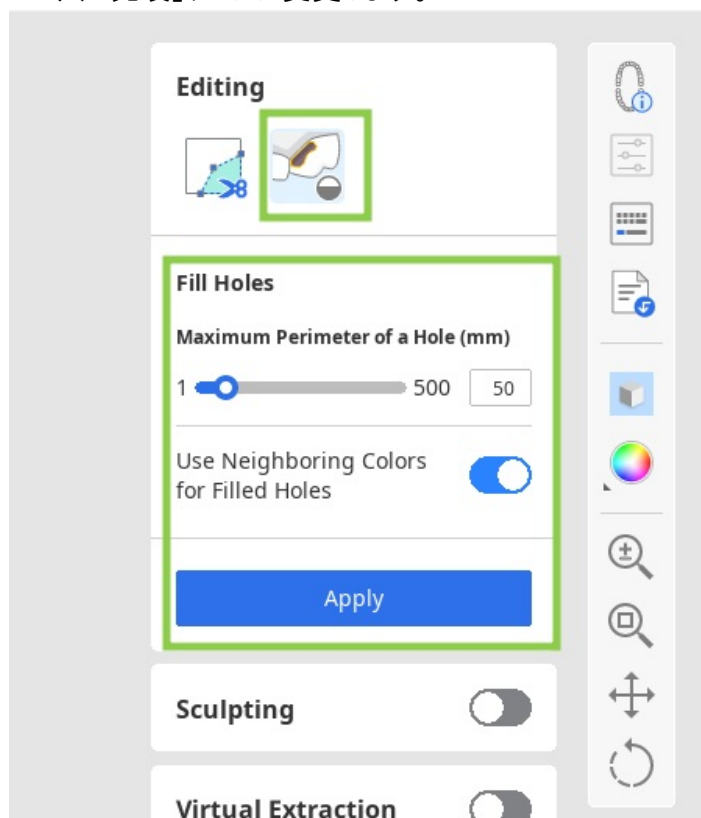 Editing
Fill Holes
Maximum Perimeter of a Hole (mm)
1 500 50
Use Neighboring Colors
for Filled Holes
Apply
Sculpting
Virtual Extraction